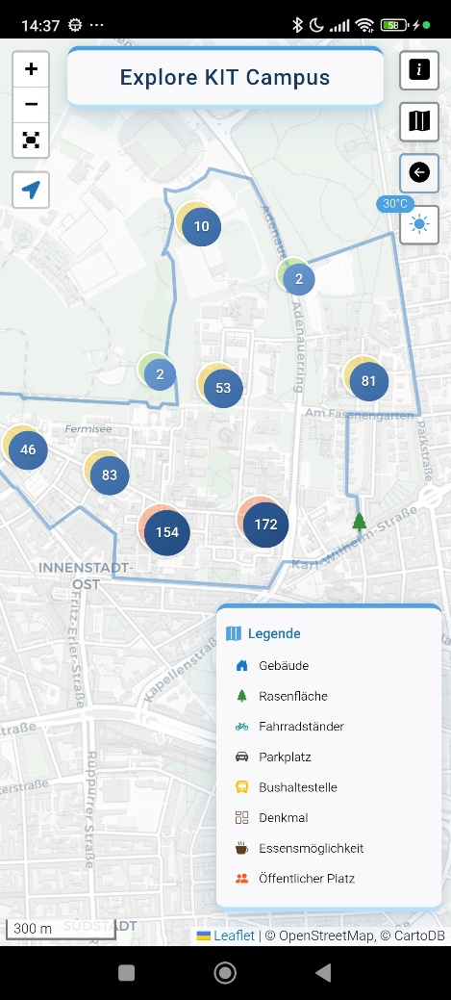 14:37
58
Explore KIT Campus
30°C
10
Adenauerring
2
Adenauerring
2
53
81
Am Fasanengarten
Parkstraße
Fermisee
46
83
154
172
Karl-Wilhelm-Straße
INNENSTADT-
OST
Fritz-Erler-Straße
Kapellenstraße
Rüppurrer Straße
Legende
Gebäude
Rasenfläche
Fahrradständer
Parkplatz
Bushaltestelle
Denkmal
Essensmöglichkeit
Öffentlicher Platz
300 m
SÜDSTADT
Leaflet | © OpenStreetMap, © CartoDB